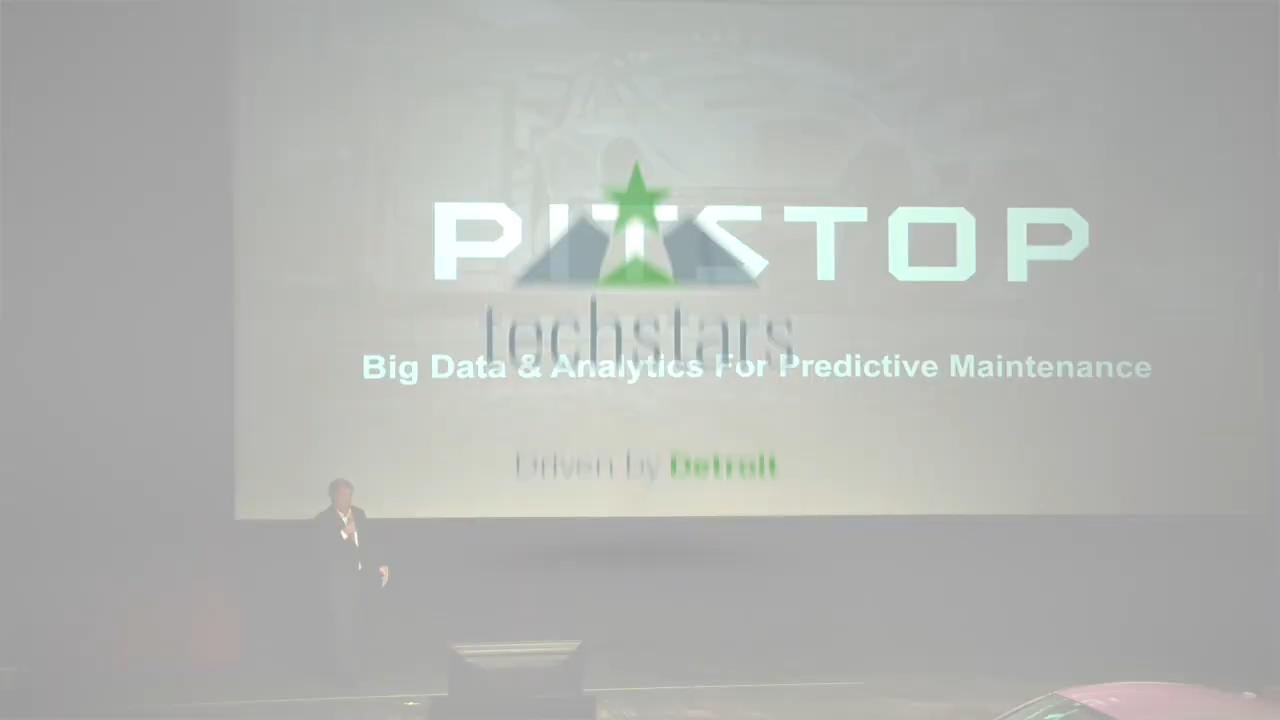 PITSTOP
techstars
Big Data & Analytics For Predictive Maintenance
Driven by Detroit